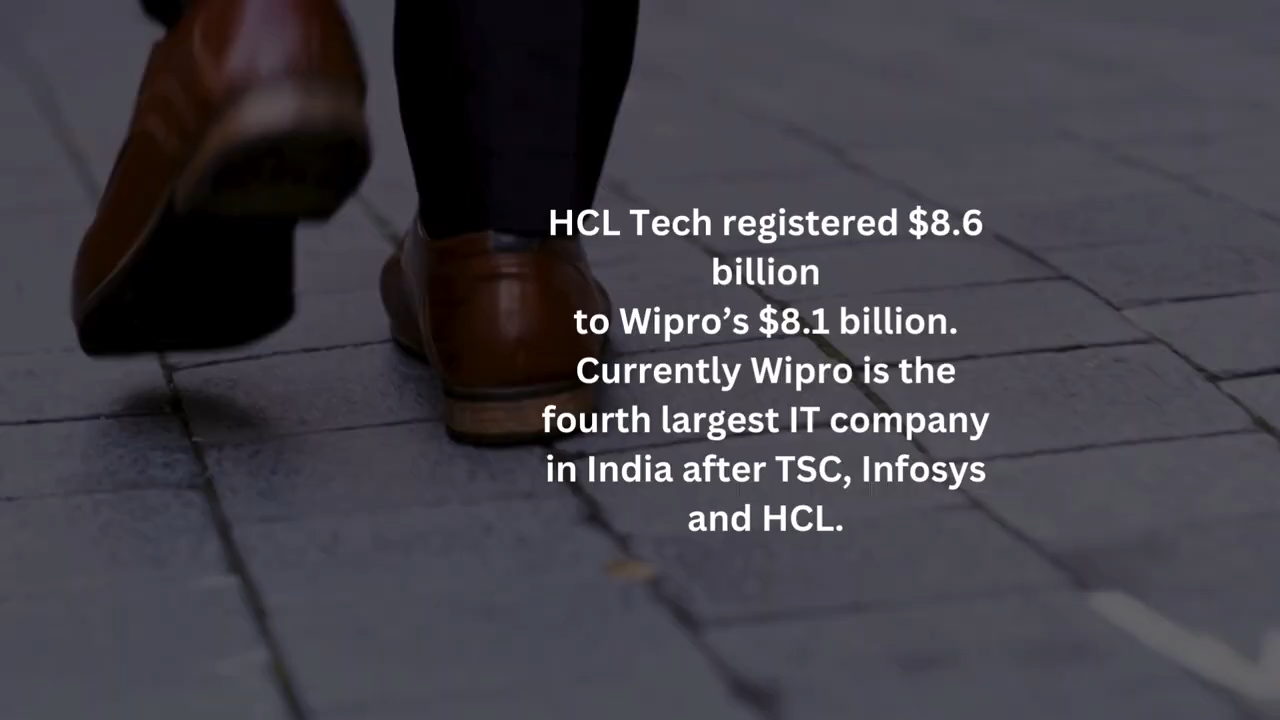 HCL Tech registered $8.6
billion
to Wipro’s $8.1 billion.
Currently Wipro is the
fourth largest IT company
in India after TSC, Infosys
and HCL.